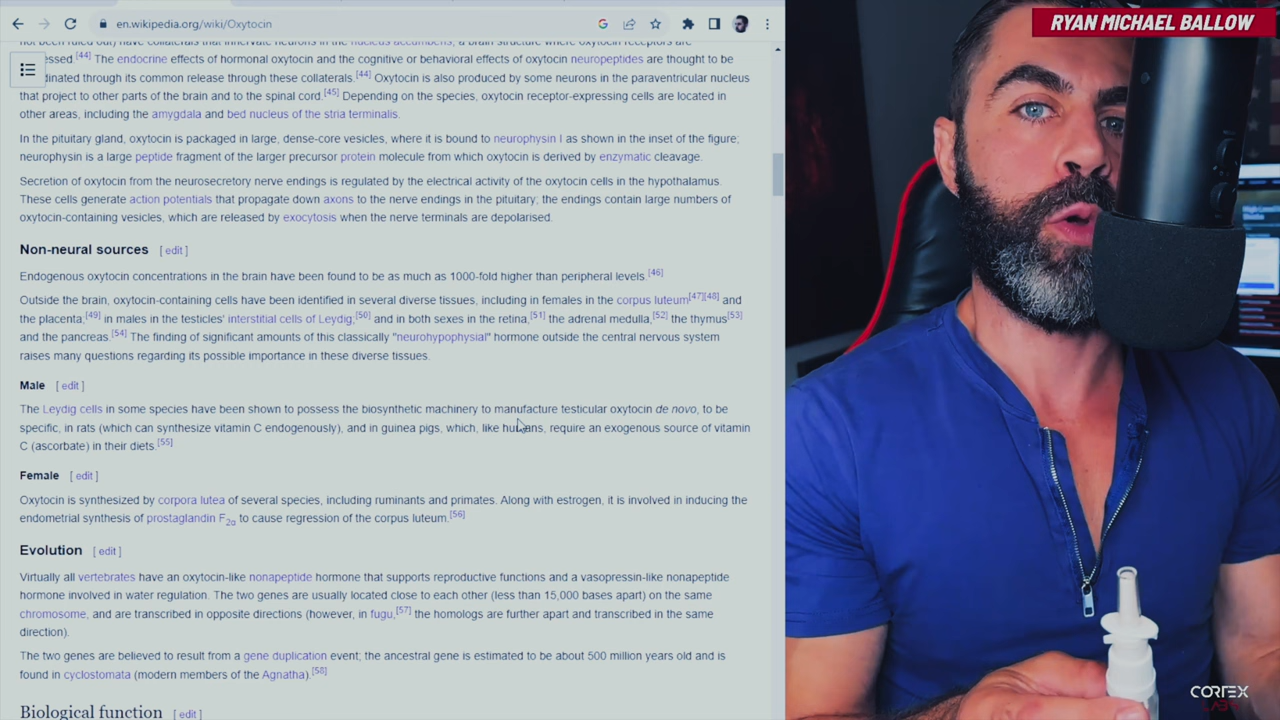 en.wikipedia.org/wiki/Oxytocin
RYAN MICHAEL BALLOW
not been ruled out) have collaterals that innervate neurons in the nucleus accumbens, a brain structure where oxytocin receptors are
essed.[44] The endocrine effects of hormonal oxytocin and the cognitive or behavioral effects of oxytocin neuropeptides are thought to be
dinated through its common release through these collaterals.[44] Oxytocin is also produced by some neurons in the paraventricular nucleus
that project to other parts of the brain and to the spinal cord.[45] Depending on the species, oxytocin receptor-expressing cells are located in
other areas, including the amygdala and bed nucleus of the stria terminalis.
In the pituitary gland, oxytocin is packaged in large, dense-core vesicles, where it is bound to neurophysin I as shown in the inset of the figure;
neurophysin is a large peptide fragment of the larger precursor protein molecule from which oxytocin is derived by enzymatic cleavage.
Secretion of oxytocin from the neurosecretory nerve endings is regulated by the electrical activity of the oxytocin cells in the hypothalamus.
These cells generate action potentials that propagate down axons to the nerve endings in the pituitary; the endings contain large numbers of
oxytocin-containing vesicles, which are released by exocytosis when the nerve terminals are depolarised.
Non-neural sources [ edit ]
Endogenous oxytocin concentrations in the brain have been found to be as much as 1000-fold higher than peripheral levels.[46]
Outside the brain, oxytocin-containing cells have been identified in several diverse tissues, including in females in the corpus luteum[47][48] and
the placenta,[49] in males in the testicles' interstitial cells of Leydig,[50] and in both sexes in the retina,[51] the adrenal medulla,[52] the thymus[53]
and the pancreas.[54] The finding of significant amounts of this classically "neurohypophysial" hormone outside the central nervous system
raises many questions regarding its possible importance in these diverse tissues.
Male [ edit ]
The Leydig cells in some species have been shown to possess the biosynthetic machinery to manufacture testicular oxytocin de novo, to be
specific, in rats (which can synthesize vitamin C endogenously), and in guinea pigs, which, like humans, require an exogenous source of vitamin
C (ascorbate) in their diets.[55]
Female [ edit ]
Oxytocin is synthesized by corpora lutea of several species, including ruminants and primates. Along with estrogen, it is involved in inducing the
endometrial synthesis of prostaglandin F2α to cause regression of the corpus luteum.[56]
Evolution [ edit ]
Virtually all vertebrates have an oxytocin-like nonapeptide hormone that supports reproductive functions and a vasopressin-like nonapeptide
hormone involved in water regulation. The two genes are usually located close to each other (less than 15,000 bases apart) on the same
chromosome, and are transcribed in opposite directions (however, in fugu,[57] the homologs are further apart and transcribed in the same
direction).
The two genes are believed to result from a gene duplication event; the ancestral gene is estimated to be about 500 million years old and is
found in cyclostomata (modern members of the Agnatha).[58]
Biological function [ edit ]
CORTEX
LABS